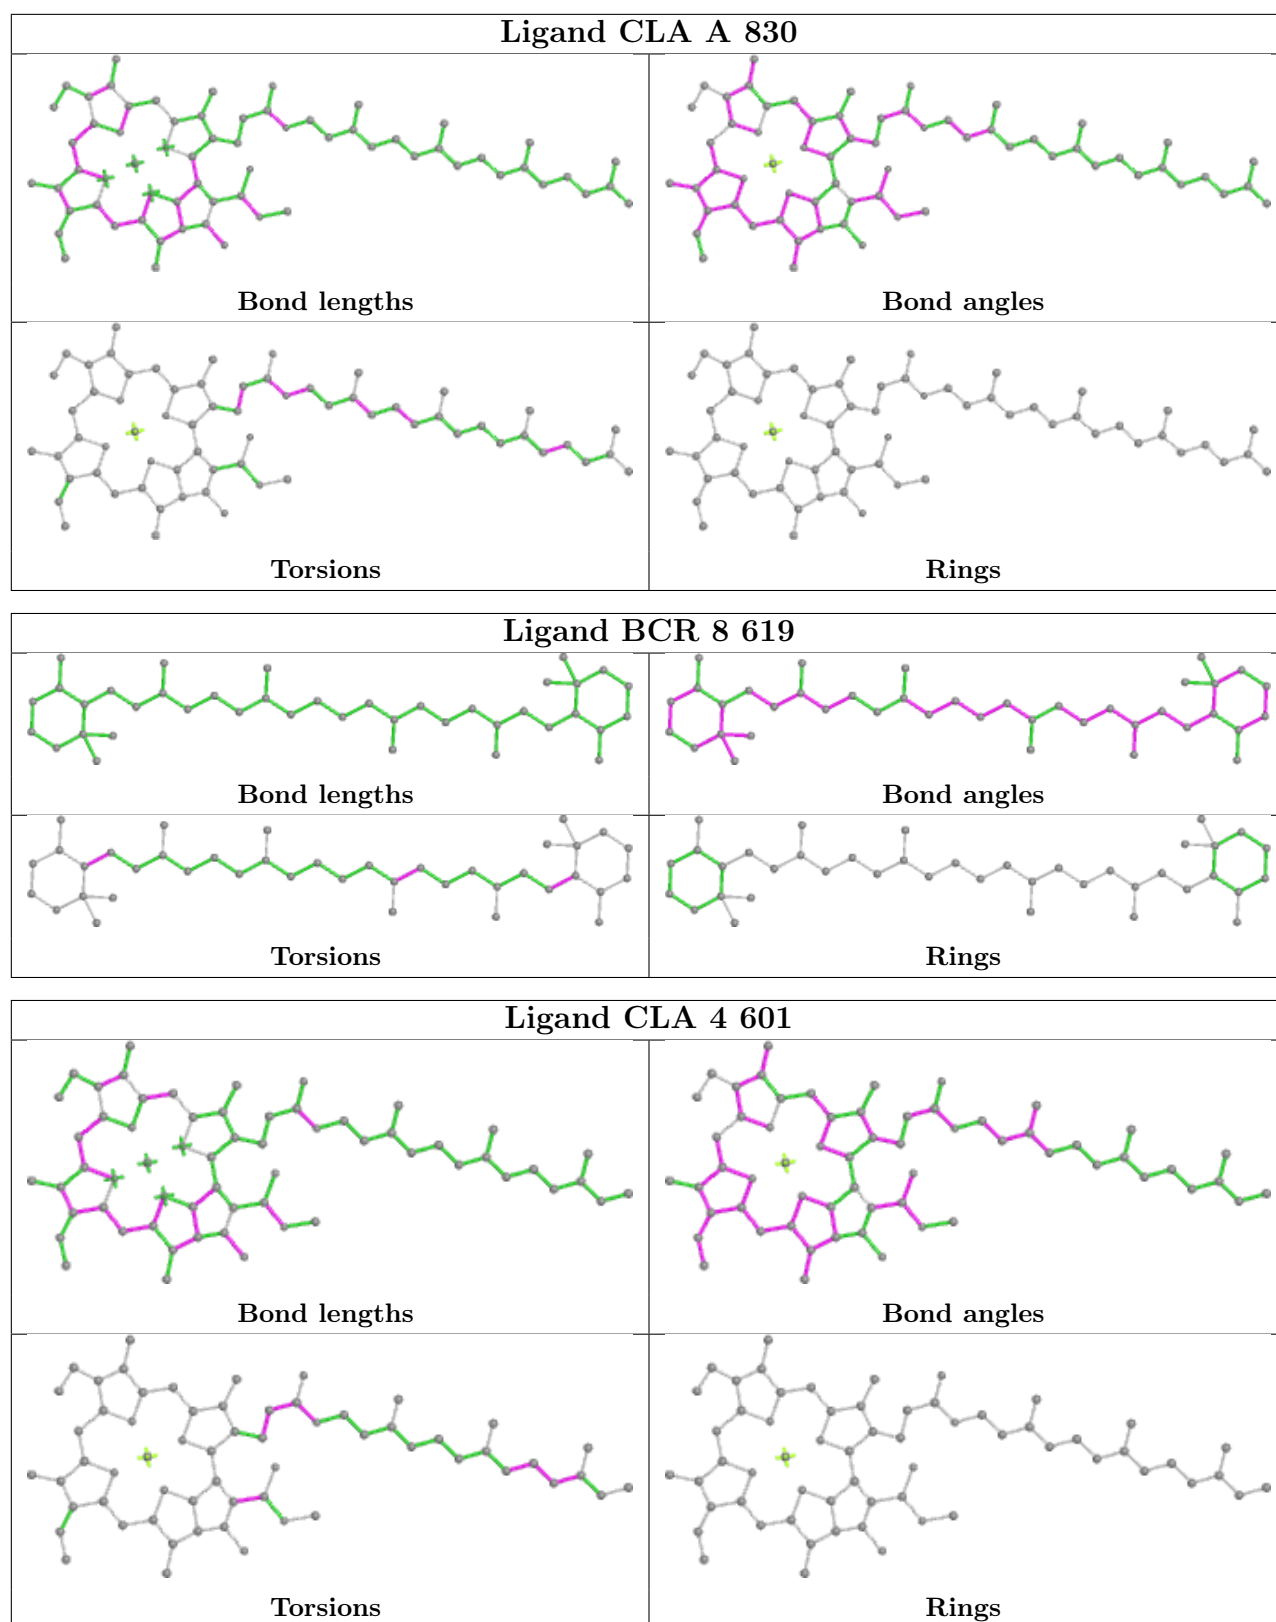 Ligand CLA A 830
Bond lengths
Bond angles
Torsions
Rings
Ligand BCR 8 619
Bond lengths
Bond angles
Torsions
Rings
Ligand CLA 4 601
Bond lengths
Bond angles
Torsions
Rings